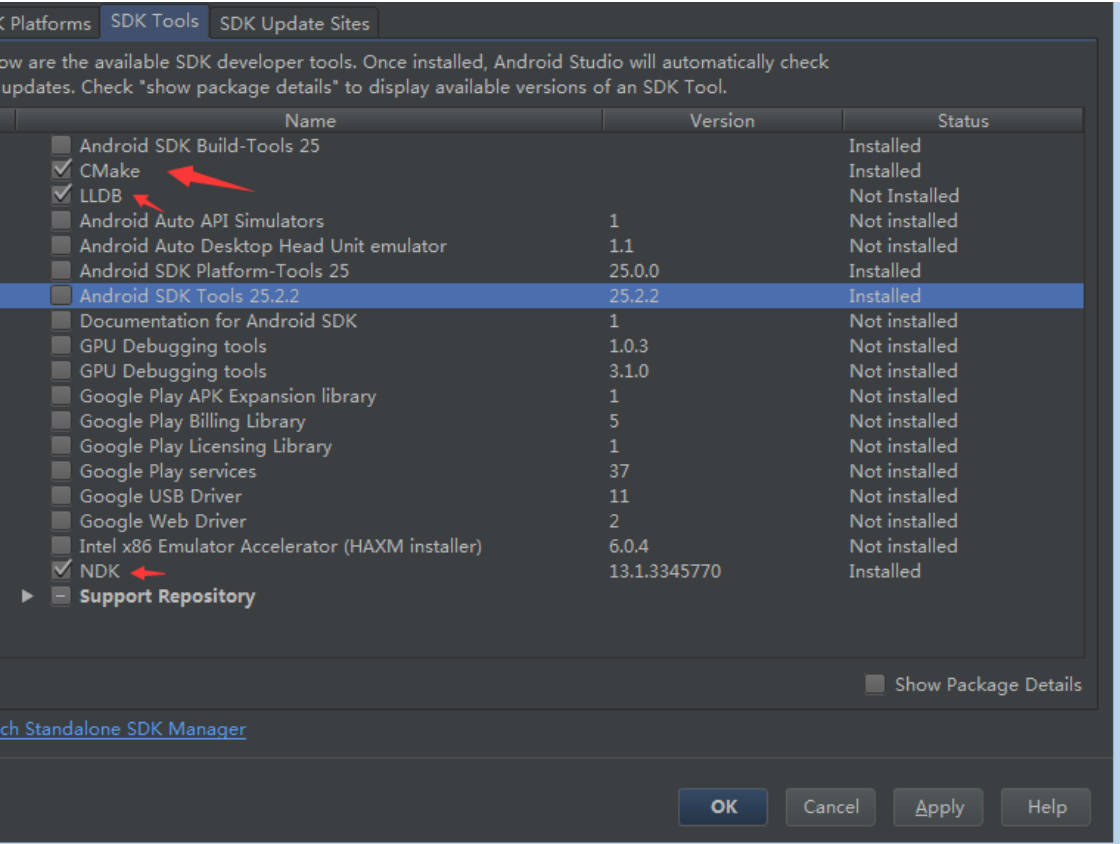 K Platforms SDK Tools SDK Update Sites
ow are the available SDK developer tools. Once installed, Android Studio will automatically check
updates. Check "show package details" to display available versions of an SDK Tool.
Name Version Status
Android SDK Build-Tools 25 Installed
CMake Installed
LLDB Not Installed
Android Auto API Simulators 1 Not installed
Android Auto Desktop Head Unit emulator 1.1 Not installed
Android SDK Platform-Tools 25 25.0.0 Installed
Android SDK Tools 25.2.2 25.2.2 Installed
Documentation for Android SDK 1 Not installed
GPU Debugging tools 1.0.3 Not installed
GPU Debugging tools 3.1.0 Not installed
Google Play APK Expansion library 1 Not installed
Google Play Billing Library 5 Not installed
Google Play Licensing Library 1 Not installed
Google Play services 37 Not installed
Google USB Driver 11 Not installed
Google Web Driver 2 Not installed
Intel x86 Emulator Accelerator (HAXM installer) 6.0.4 Not installed
NDK 13.1.3345770 Installed
Support Repository
Show Package Details
ch Standalone SDK Manager
OK Cancel Apply Help